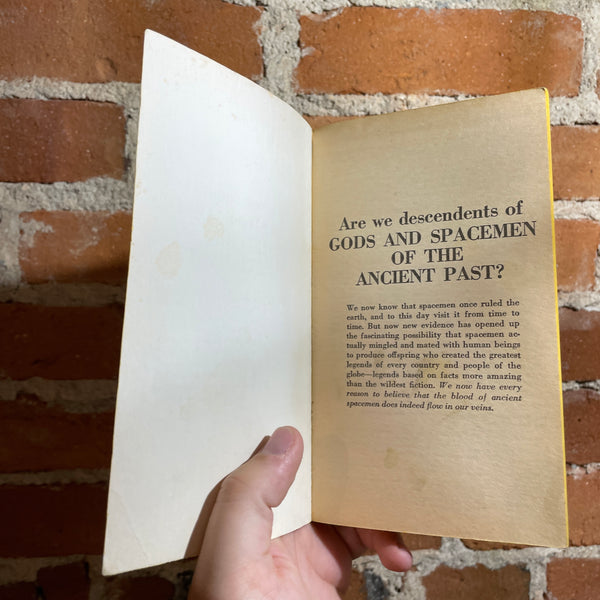 Are we descendents of
GODS AND SPACEMEN
OF THE
ANCIENT PAST?
We now know that spacemen once ruled the
earth, and to this day visit it from time to
time. But now new evidence has opened up
the fascinating possibility that spacemen ac-
tually mingled and mated with human beings
to produce offspring who created the greatest
legends of every country and people of the
globe—legends based on facts more amazing
than the wildest fiction. We now have every
reason to believe that the blood of ancient
spacemen does indeed flow in our veins.